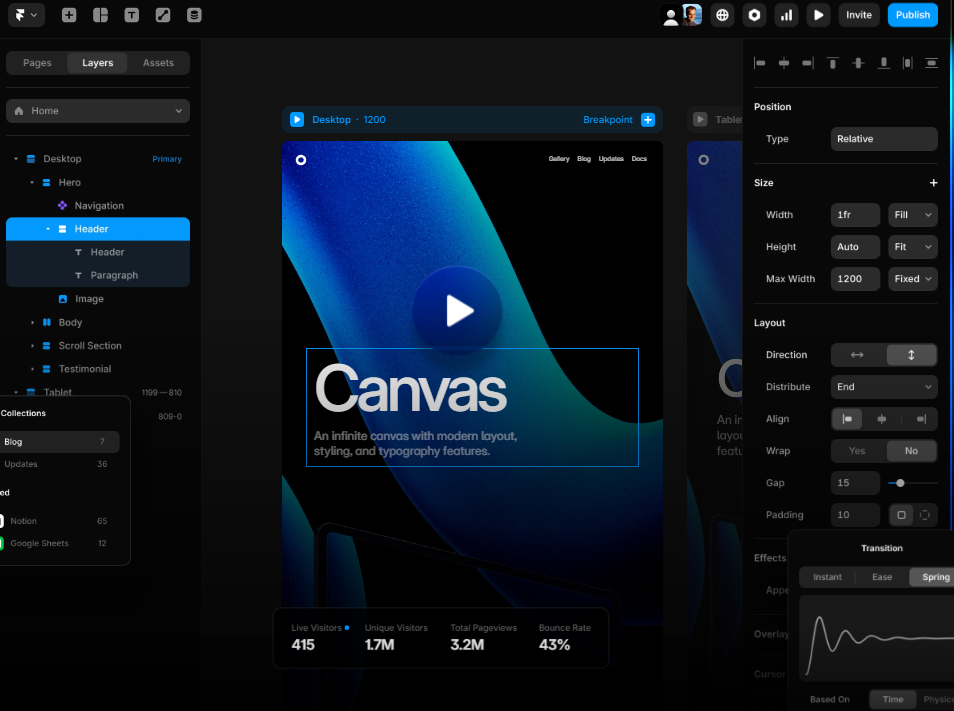 Invite
Publish
Pages
Layers
Assets
Home
Desktop
Primary
Hero
Navigation
Header
Header
Paragraph
Image
Body
Scroll Section
Testimonial
Tablet
1199 — 810
809-0
Collections
Blog
7
Updates
36
ed
Notion
65
Google Sheets
12
Desktop · 1200
Breakpoint
Gallery
Blog
Updates
Docs
Canvas
An infinite canvas with modern layout,
styling, and typography features.
Live Visitors
415
Unique Visitors
1.7M
Total Pageviews
3.2M
Bounce Rate
43%
Tablet
C
An in
layou
featu
Position
Type
Relative
Size
Width
1fr
Fill
Height
Auto
Fit
Max Width
1200
Fixed
Layout
Direction
Distribute
End
Align
Wrap
Yes
No
Gap
15
Padding
10
Effects
Appe
Overlay
Cursor
Transition
Instant
Ease
Spring
Based On
Time
Physics